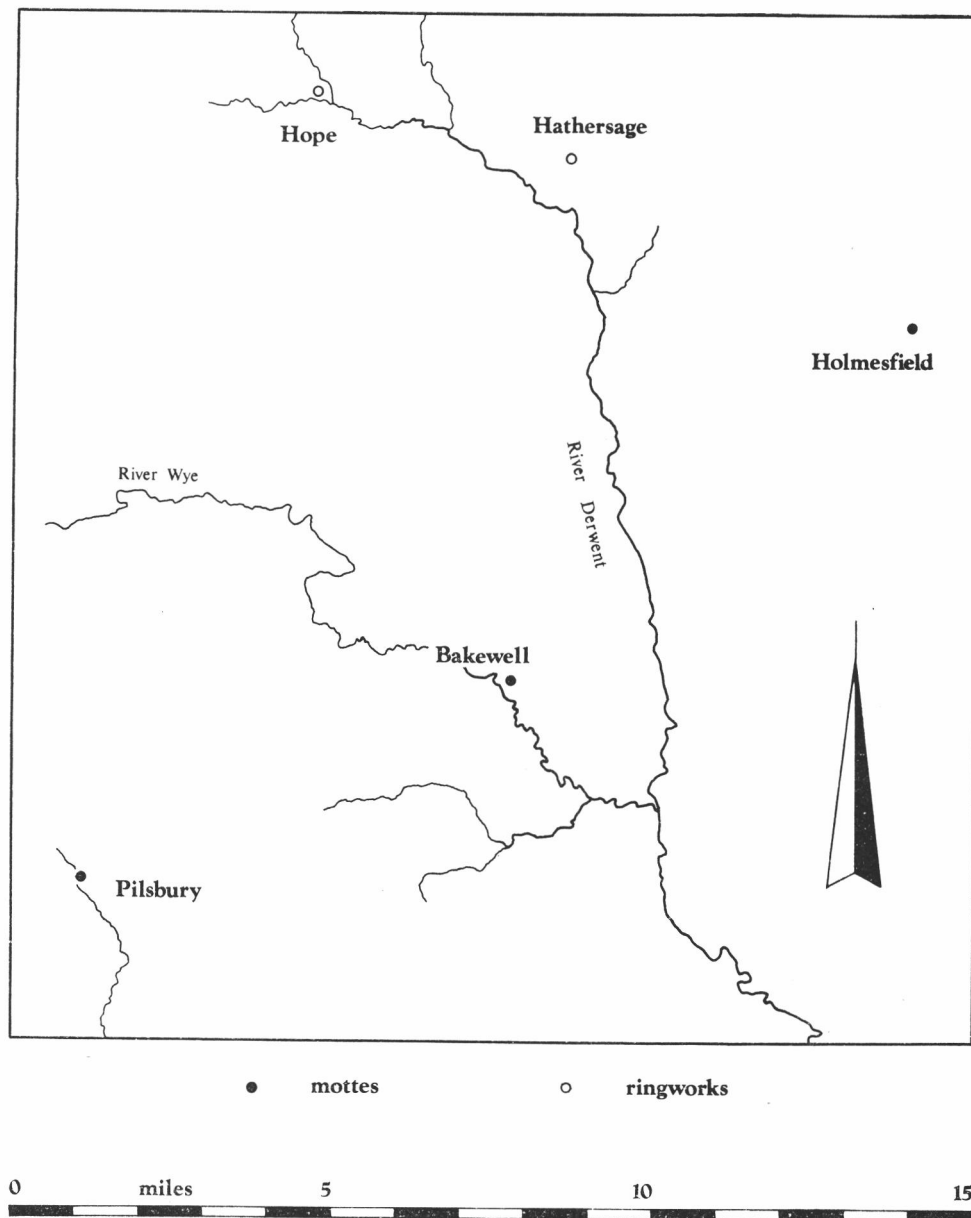 Hope
Hathersage
Holmesfield
River Wye
River Derwent
Bakewell
Pilsbury
mottes
ringworks
0 miles 5 10 15